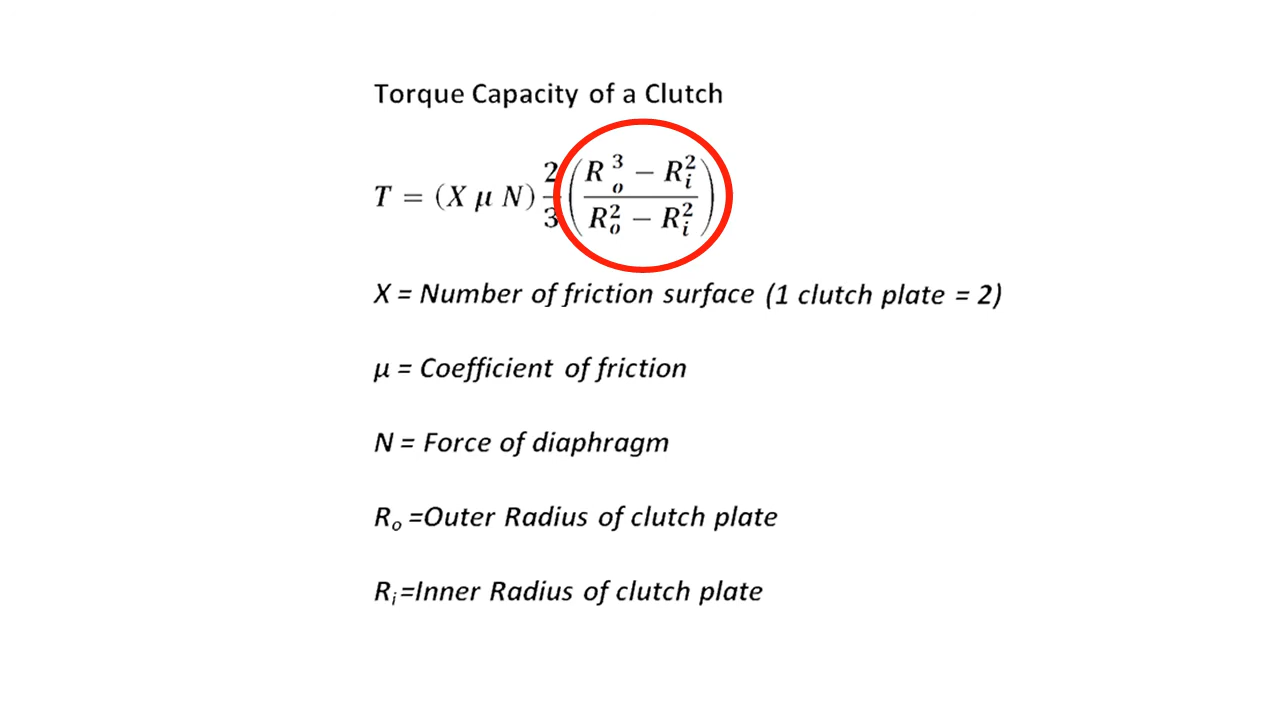 Torque Capacity of a Clutch
T = (X μ N) 2/3 ((R_o^3 − R_i^2)/(R_o^2 − R_i^2))
X = Number of friction surface (1 clutch plate = 2)
μ = Coefficient of friction
N = Force of diaphragm
R_o =Outer Radius of clutch plate
R_i =Inner Radius of clutch plate